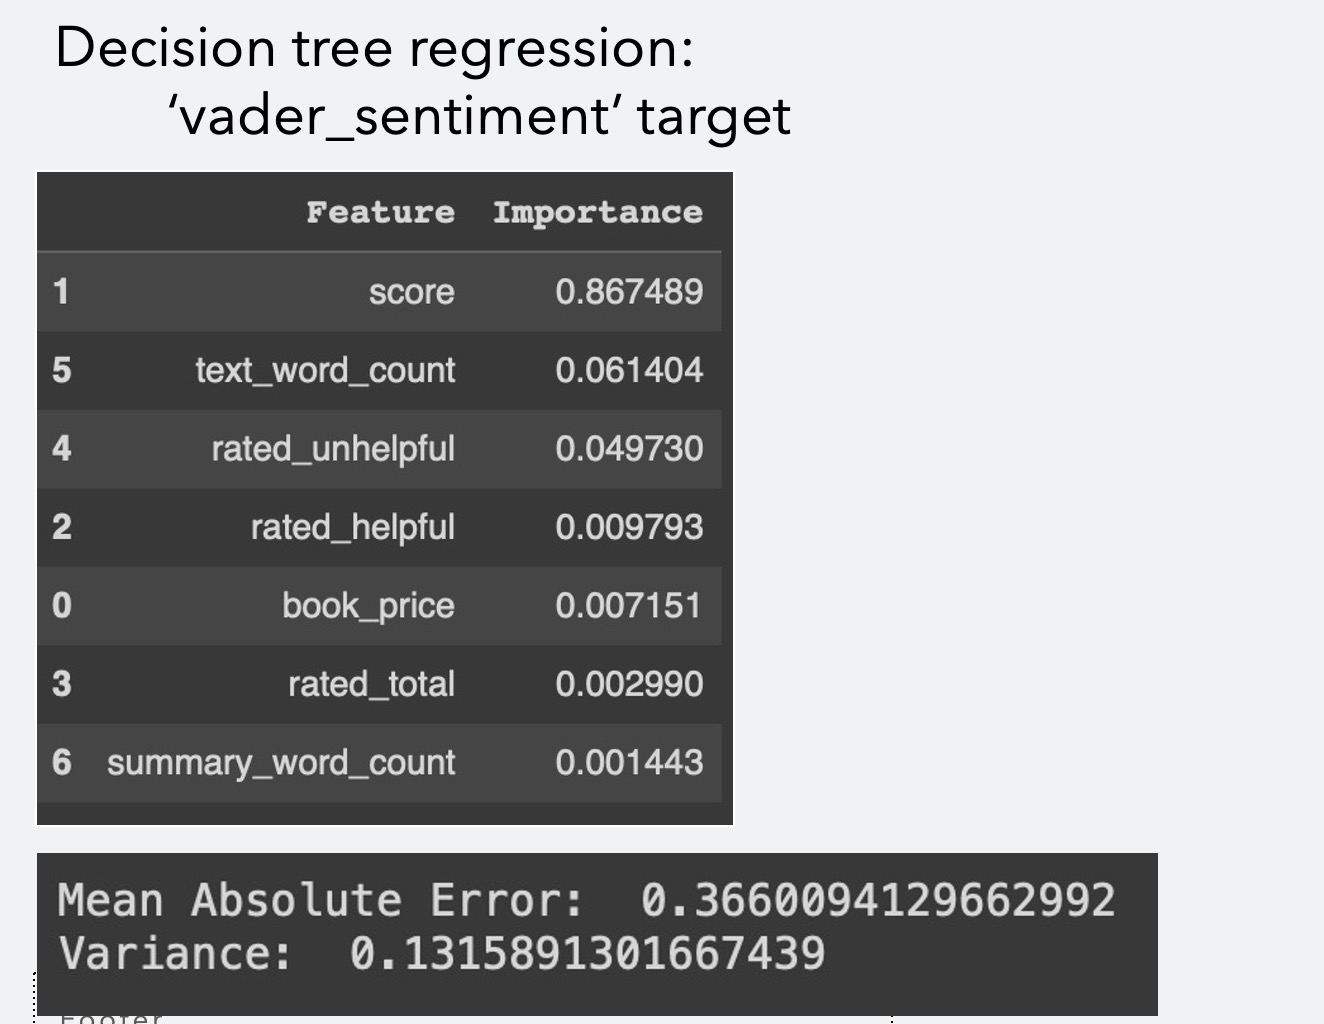 Decision tree regression:
‘vader_sentiment’ target
Feature Importance
1 score 0.867489
5 text_word_count 0.061404
4 rated_unhelpful 0.049730
2 rated_helpful 0.009793
0 book_price 0.007151
3 rated_total 0.002990
6 summary_word_count 0.001443
Mean Absolute Error: 0.3660094129662992
Variance: 0.1315891301667439
Footer